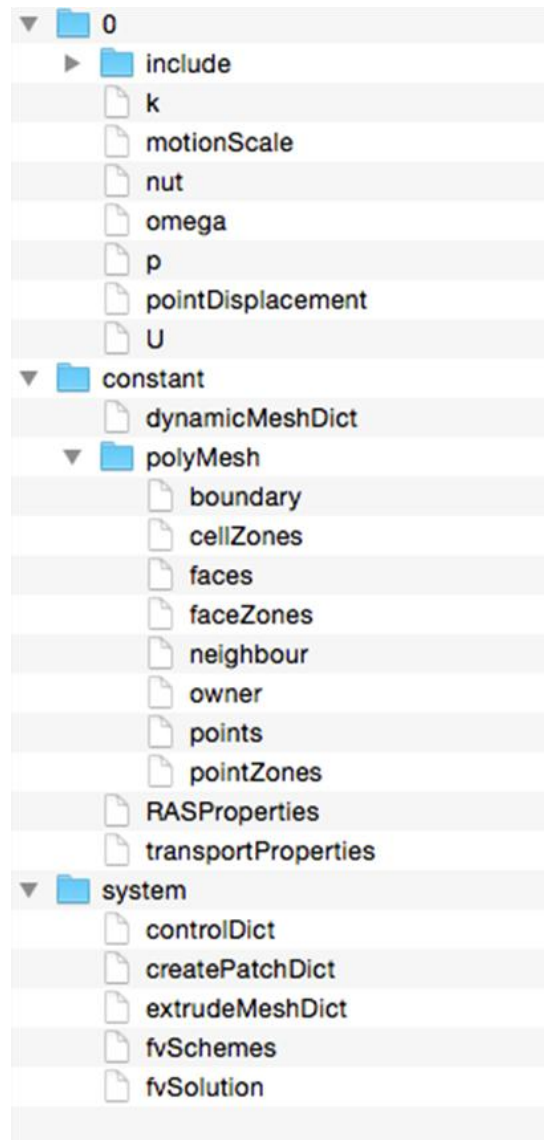 0
include
k
motionScale
nut
omega
p
pointDisplacement
U
constant
dynamicMeshDict
polyMesh
boundary
cellZones
faces
faceZones
neighbour
owner
points
pointZones
RASProperties
transportProperties
system
controlDict
createPatchDict
extrudeMeshDict
fvSchemes
fvSolution